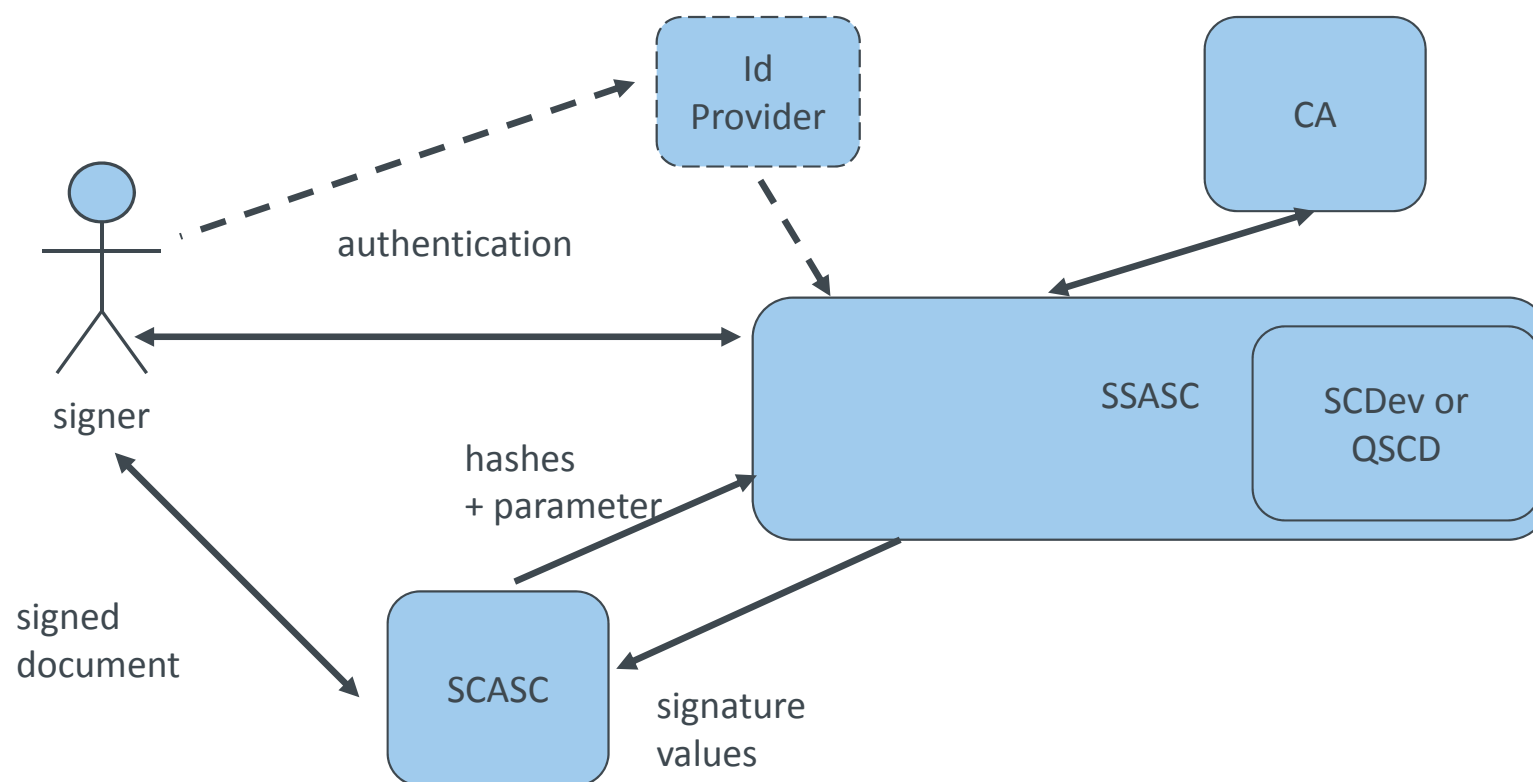 Id
Provider
CA
authentication
SSASC
SCDev or
QSCD
signer
hashes
+ parameter
signed
document
SCASC
signature
values